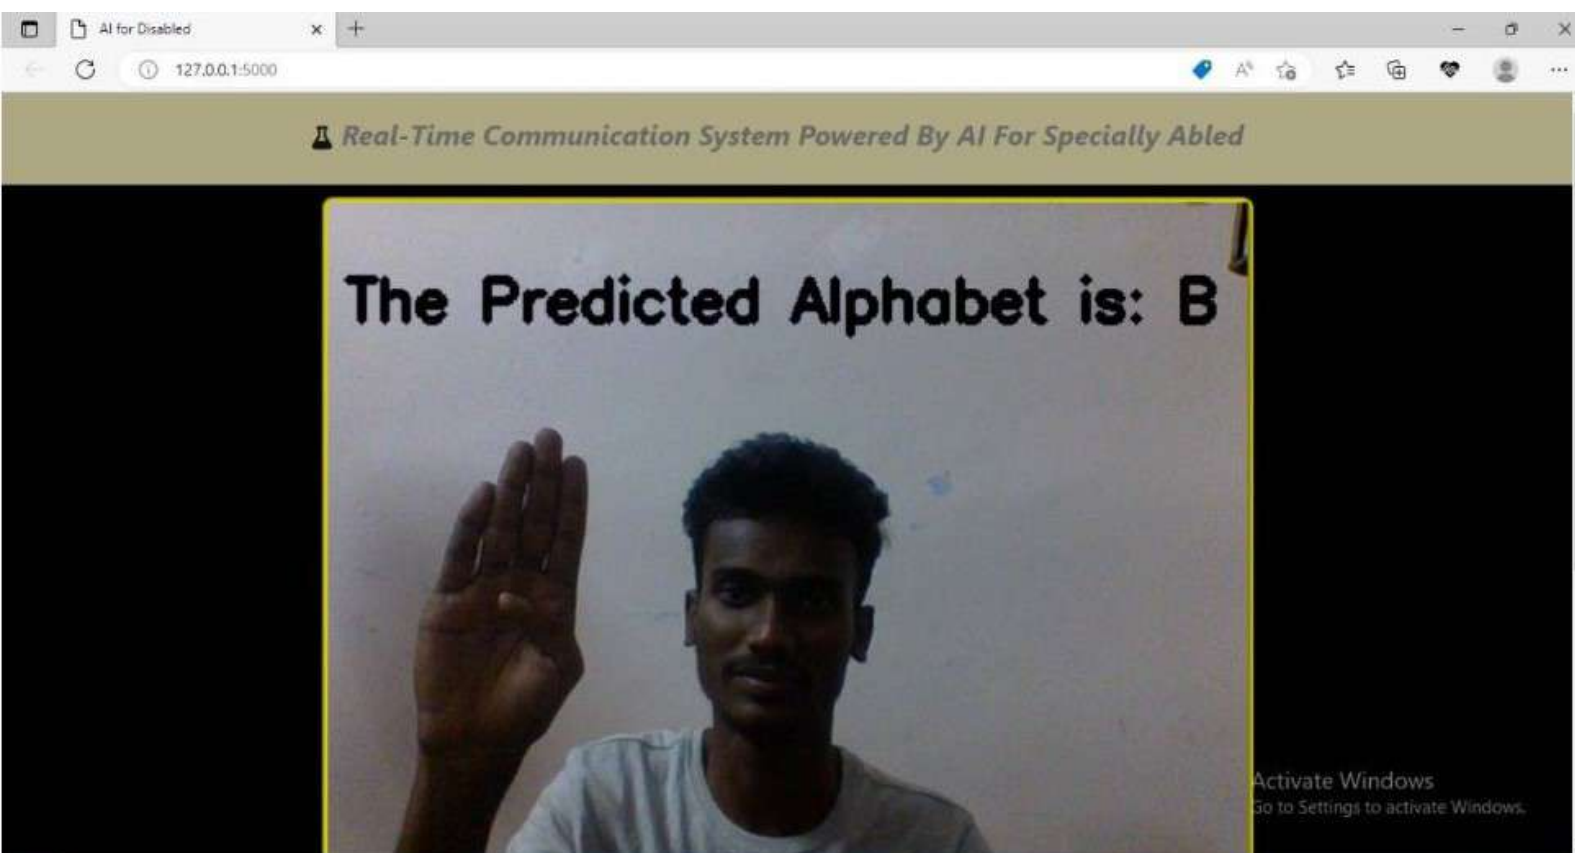 AI for Disabled
127.0.0.1:5000
Real-Time Communication System Powered By AI For Specially Abled
The Predicted Alphabet is: B
Activate Windows
Go to Settings to activate Windows.